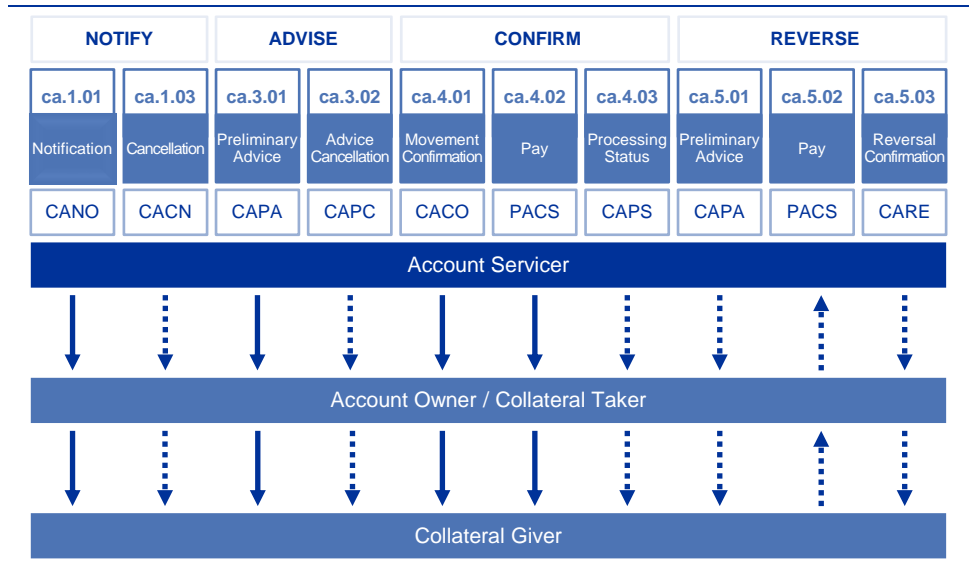 NOTIFY ADVISE CONFIRM REVERSE
ca.1.01 ca.1.03 ca.3.01 ca.3.02 ca.4.01 ca.4.02 ca.4.03 ca.5.01 ca.5.02 ca.5.03
Notification
Cancellation
Preliminary
Advice
Advice
Cancellation
Movement
Confirmation
Pay
Processing
Status
Preliminary
Advice
Pay
Reversal
Confirmation
CANO CACN CAPA CAPC CACO PACS CAPS CAPA PACS CARE
Account Servicer
Account Owner / Collateral Taker
Collateral Giver